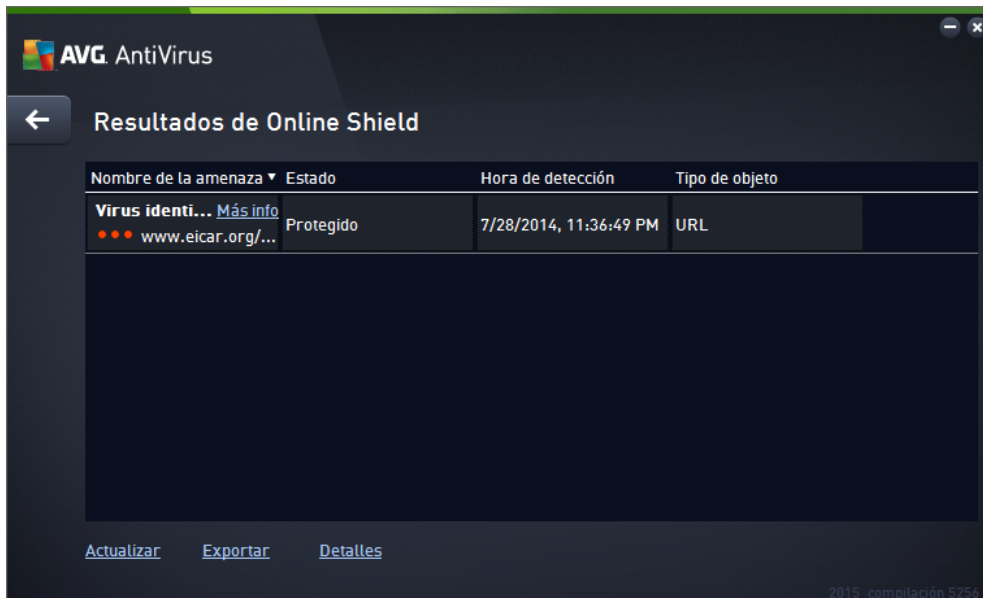 AVG. AntiVirus
Resultados de Online Shield
Nombre de la amenaza Estado Hora de detección Tipo de objeto
Virus identi... Más info
www.eicar.org/... Protegido 7/28/2014, 11:36:49 PM URL
Actualizar Exportar Detalles
2015 compilación 5256